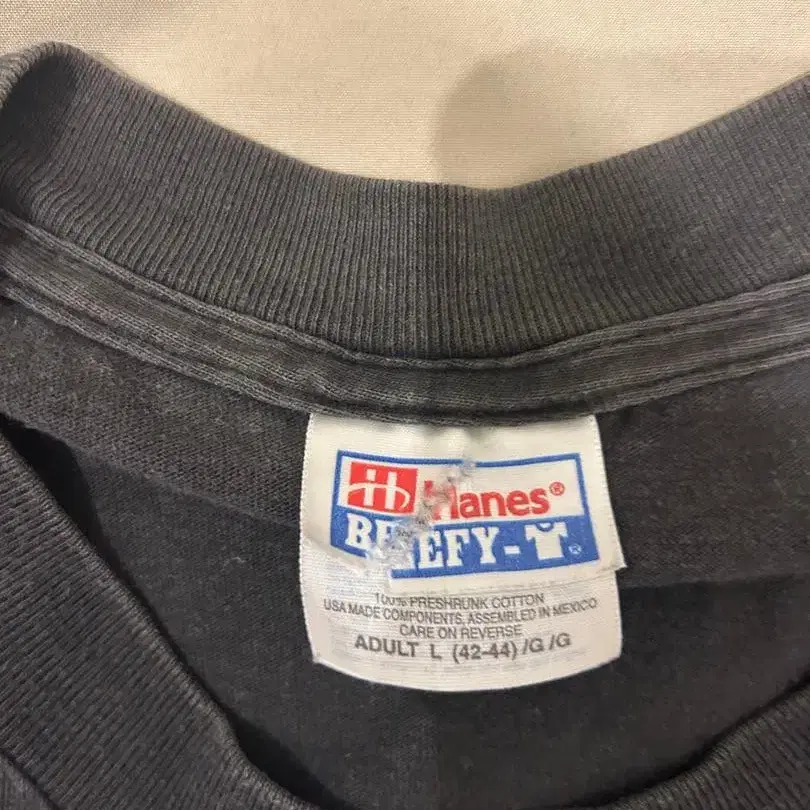 Hanes®
BEEFY-T®
100% PRESHRUNK COTTON
USA MADE COMPONENTS, ASSEMBLED IN MEXICO
CARE ON REVERSE
ADULT L (42-44) /G /G